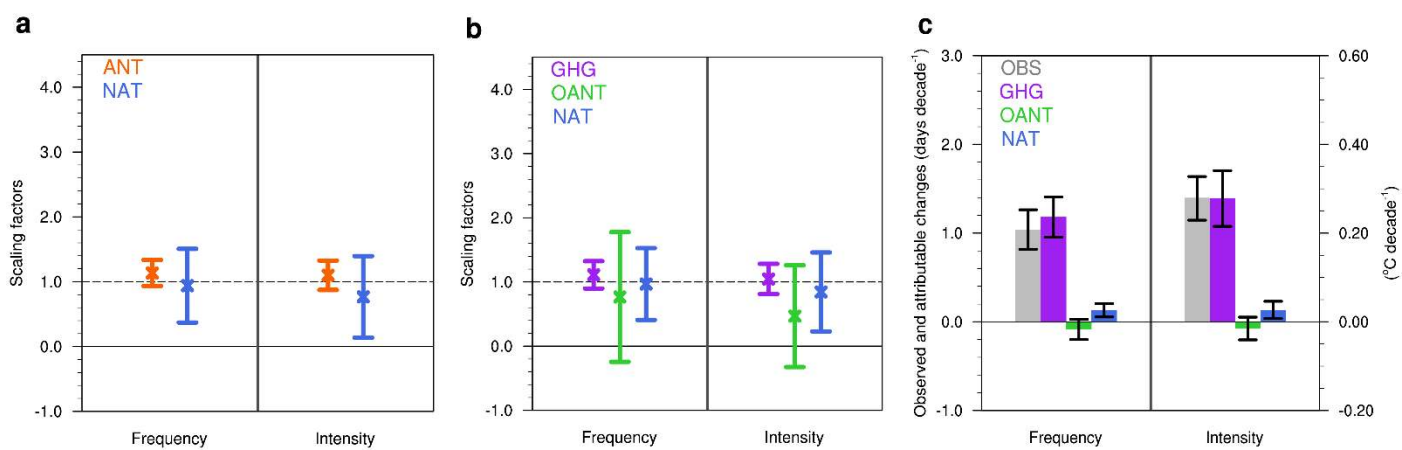 a
ANT
NAT
4.0
3.0
2.0
1.0
0.0
-1.0
Scaling factors
Frequency
Intensity
b
GHG
OANT
NAT
4.0
3.0
2.0
1.0
0.0
-1.0
Scaling factors
Frequency
Intensity
c
OBS
GHG
OANT
NAT
3.0
2.0
1.0
0.0
-1.0
Observed and attributable changes (days decade⁻¹)
0.60
0.40
0.20
0.00
-0.20
(°C decade⁻¹)
Frequency
Intensity